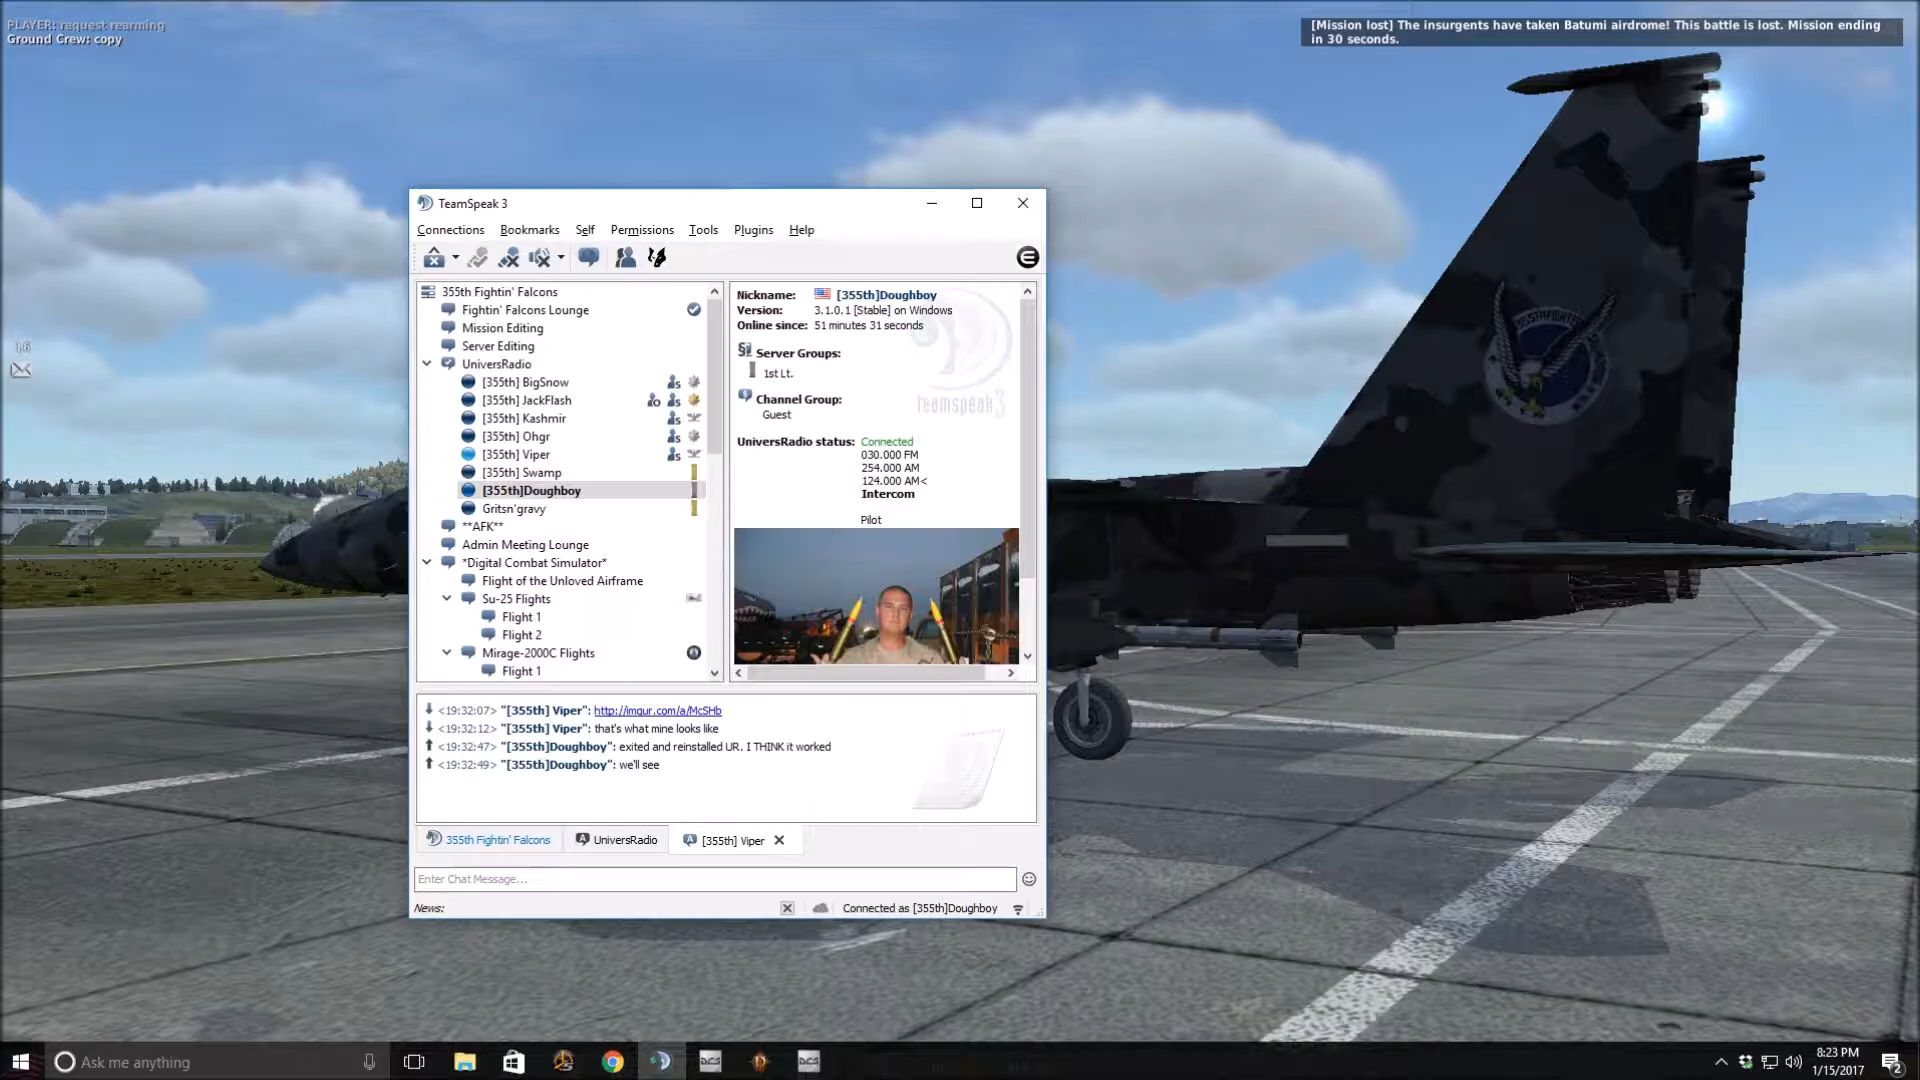 PLAYER: request rearming
Ground Crew: copy
[Mission lost] The insurgents have taken Batumi airdrome! This battle is lost. Mission ending
in 30 seconds.
16
TeamSpeak 3
Connections Bookmarks Self Permissions Tools Plugins Help
355th Fightin' Falcons
Fightin' Falcons Lounge
Mission Editing
Server Editing
UniversRadio
[355th] BigSnow
[355th] JackFlash
[355th] Kashmir
[355th] Ohgr
[355th] Viper
[355th] Swamp
[355th]Doughboy
Gritsn'gravy
**AFK**
Admin Meeting Lounge
*Digital Combat Simulator*
Flight of the Unloved Airframe
Su-25 Flights
Flight 1
Flight 2
Mirage-2000C Flights
Flight 1
Nickname: [355th]Doughboy
Version: 3.1.0.1 [Stable] on Windows
Online since: 51 minutes 31 seconds
Server Groups:
1st Lt.
Channel Group:
Guest
teamspeak3
UniversRadio status: Connected
030.000 FM
254.000 AM
124.000 AM<
Intercom
Pilot
<19:32:07> "[355th] Viper": http://imgur.com/a/McSHb
<19:32:12> "[355th] Viper": that's what mine looks like
<19:32:47> "[355th]Doughboy": exited and reinstalled UR. I THINK it worked
<19:32:49> "[355th]Doughboy": we'll see
355th Fightin' Falcons UniversRadio [355th] Viper
Enter Chat Message...
News: Connected as [355th]Doughboy
Ask me anything
DCS
DCS
8:23 PM
1/15/2017
2